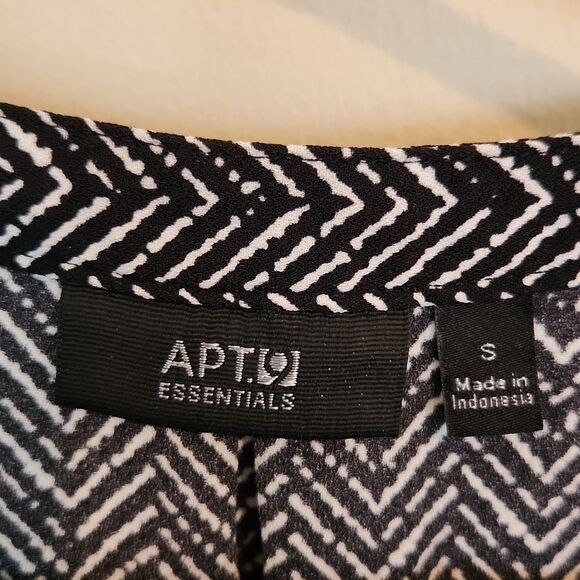 APT.9
ESSENTIALS
S
Made in
Indonesia